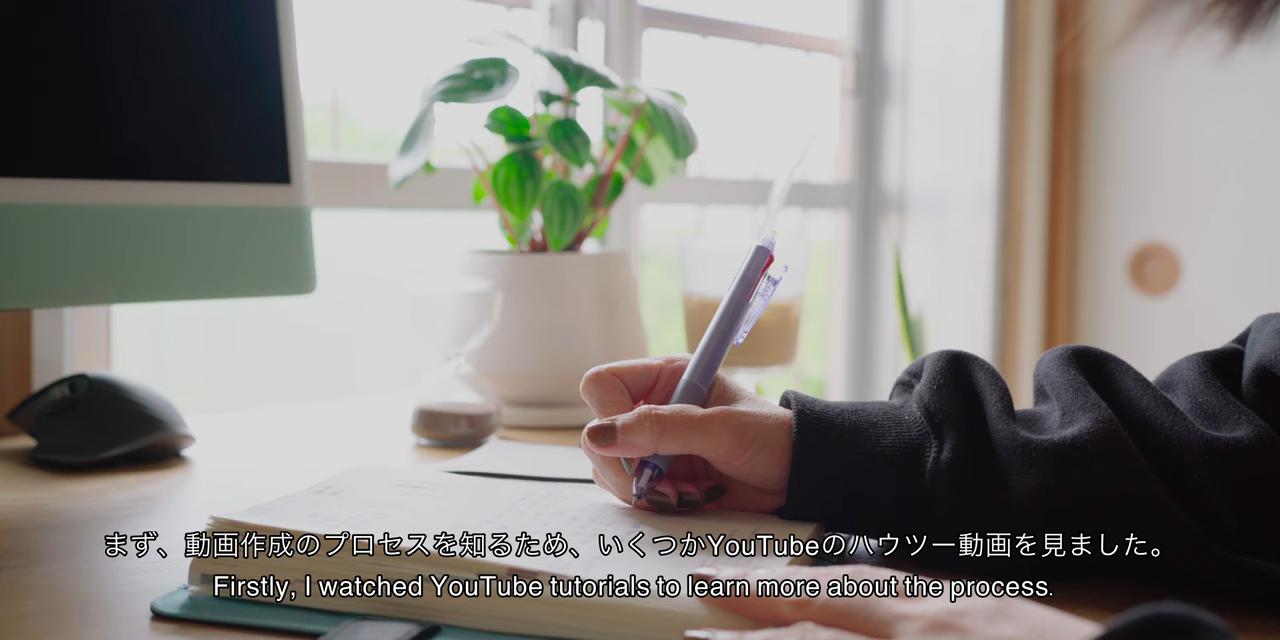 まず、動画作成のプロセスを知るため、いくつかYouTubeのハウツー動画を見ました。
Firstly, I watched YouTube tutorials to learn more about the process.